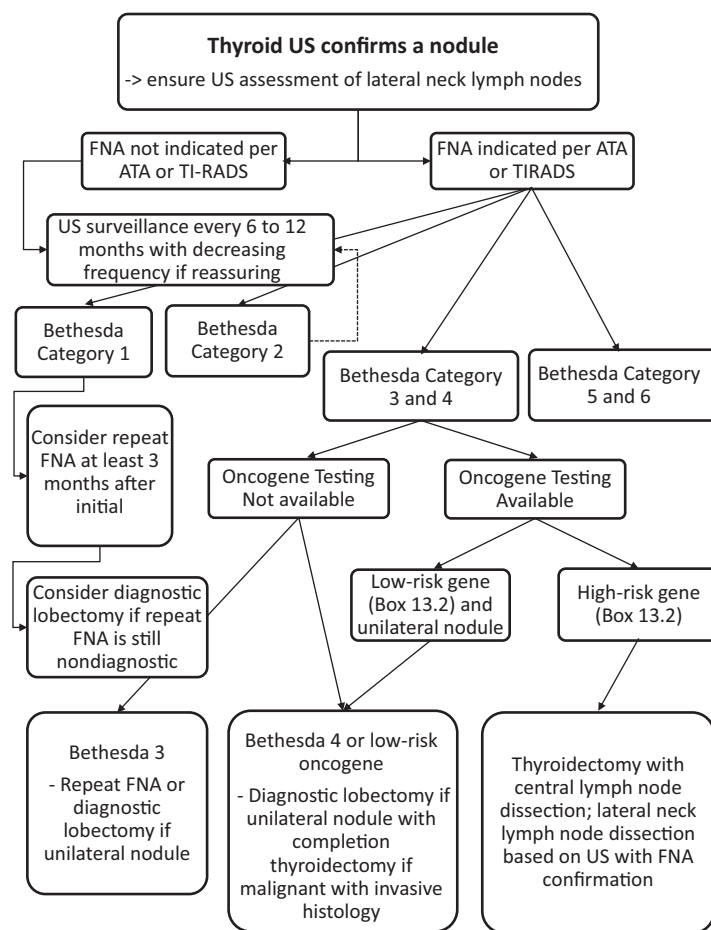 Thyroid US confirms a nodule
-> ensure US assessment of lateral neck lymph nodes
FNA not indicated per
ATA or TI-RADS
FNA indicated per ATA
or TIRADS
US surveillance every 6 to 12
months with decreasing
frequency if reassuring
Bethesda
Category 1
Bethesda
Category 2
Bethesda Category
3 and 4
Bethesda Category
5 and 6
Consider repeat
FNA at least 3
months after
initial
Oncogene Testing
Not available
Oncogene Testing
Available
Consider diagnostic
lobectomy if repeat
FNA is still
nondiagnostic
Low-risk gene
(Box 13.2) and
unilateral nodule
High-risk gene
(Box 13.2)
Bethesda 3
- Repeat FNA or
diagnostic
lobectomy if
unilateral nodule
Bethesda 4 or low-risk
oncogene
- Diagnostic lobectomy if
unilateral nodule with
completion
thyroidectomy if
malignant with invasive
histology
Thyroidectomy with
central lymph node
dissection; lateral neck
lymph node dissection
based on US with FNA
confirmation